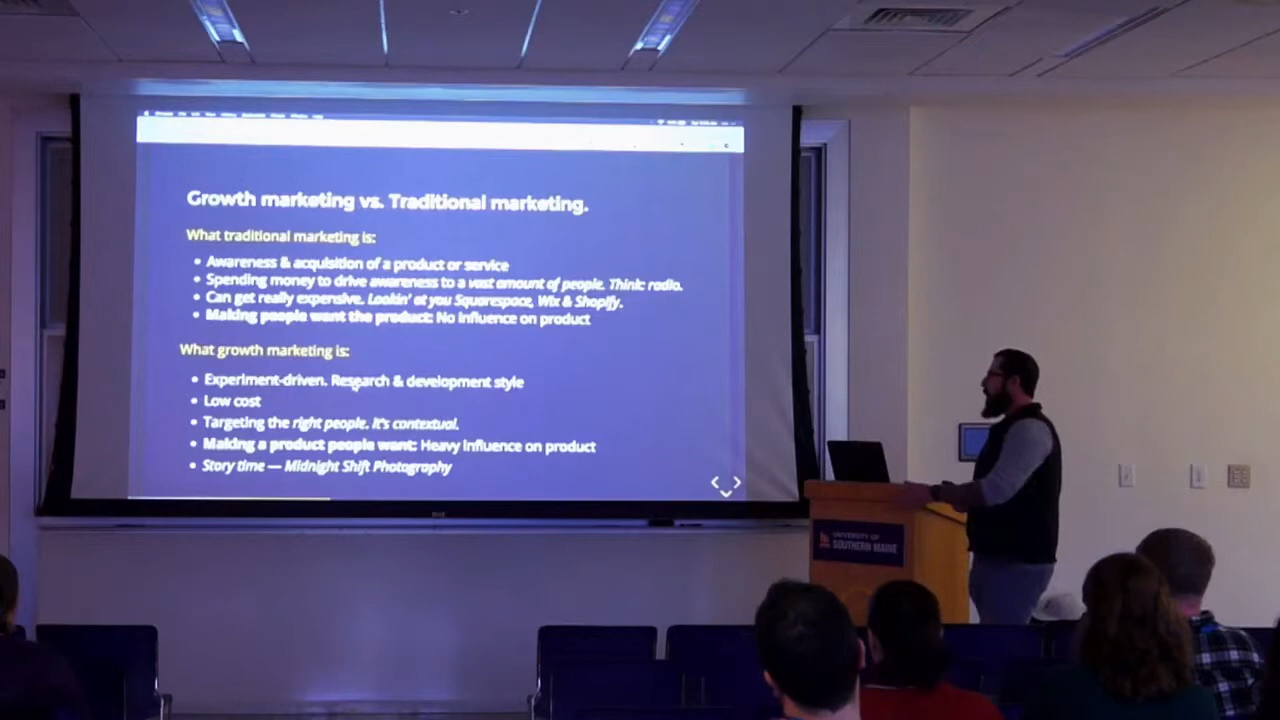 Growth marketing vs. Traditional marketing.
What traditional marketing is:
• Awareness & acquisition of a product or service
• Spending money to drive awareness to a vast amount of people. Think: radio.
• Can get really expensive. Lookin' at you Squarespace, Wix & Shopify.
• Making people want the product: No influence on product
What growth marketing is:
• Experiment-driven. Research & development style
• Low cost
• Targeting the right people. It's contextual.
• Making a product people want: Heavy influence on product
• Story time — Midnight Shift Photography
UNIVERSITY OF
SOUTHERN MAINE